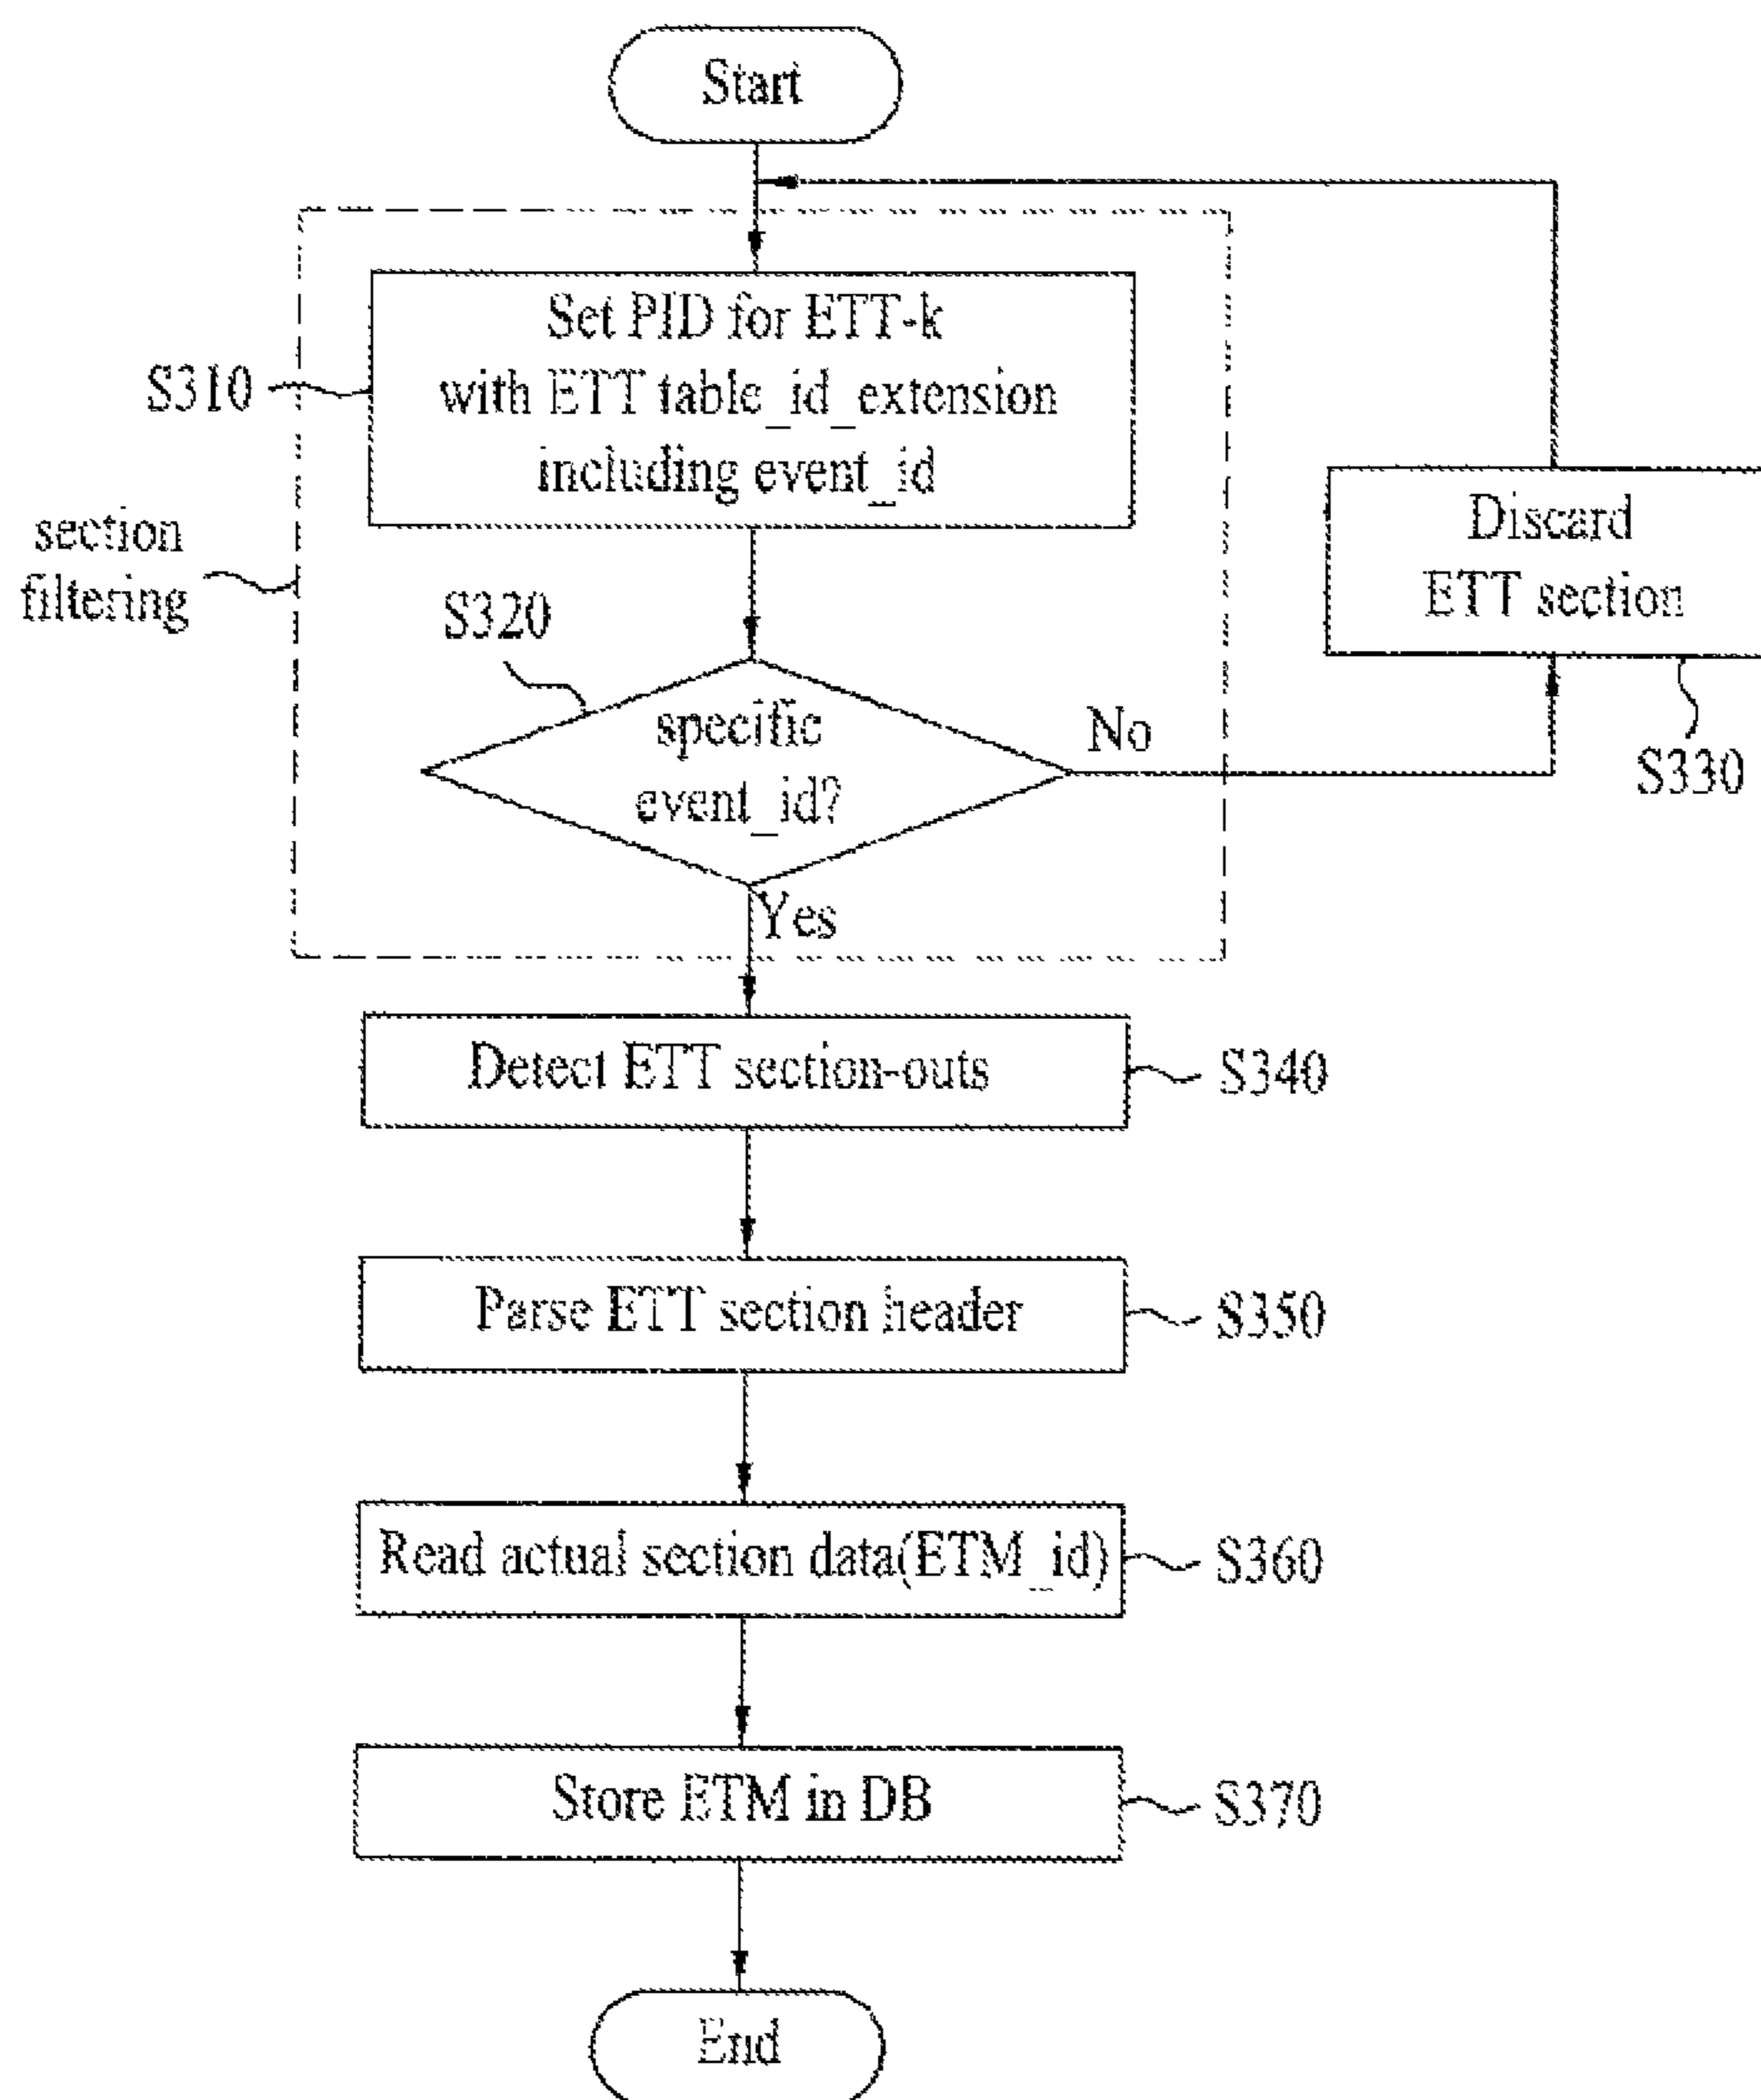 Start
Set PID for ETT-k
with ETT table_id_extension
including event_id
S310
section
filtering
S320
specific
event_id?
No
Yes
Discard
ETT section
S330
Detect ETT section-outs
S340
Parse ETT section header
S350
Read actual section data(ETM_id)
S360
Store ETM in DB
S370
End